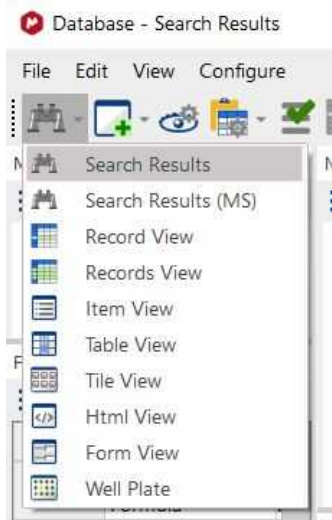 Database - Search Results
File Edit View Configure
Search Results
Search Results (MS)
Record View
Records View
Item View
Table View
Tile View
Html View
Form View
Well Plate